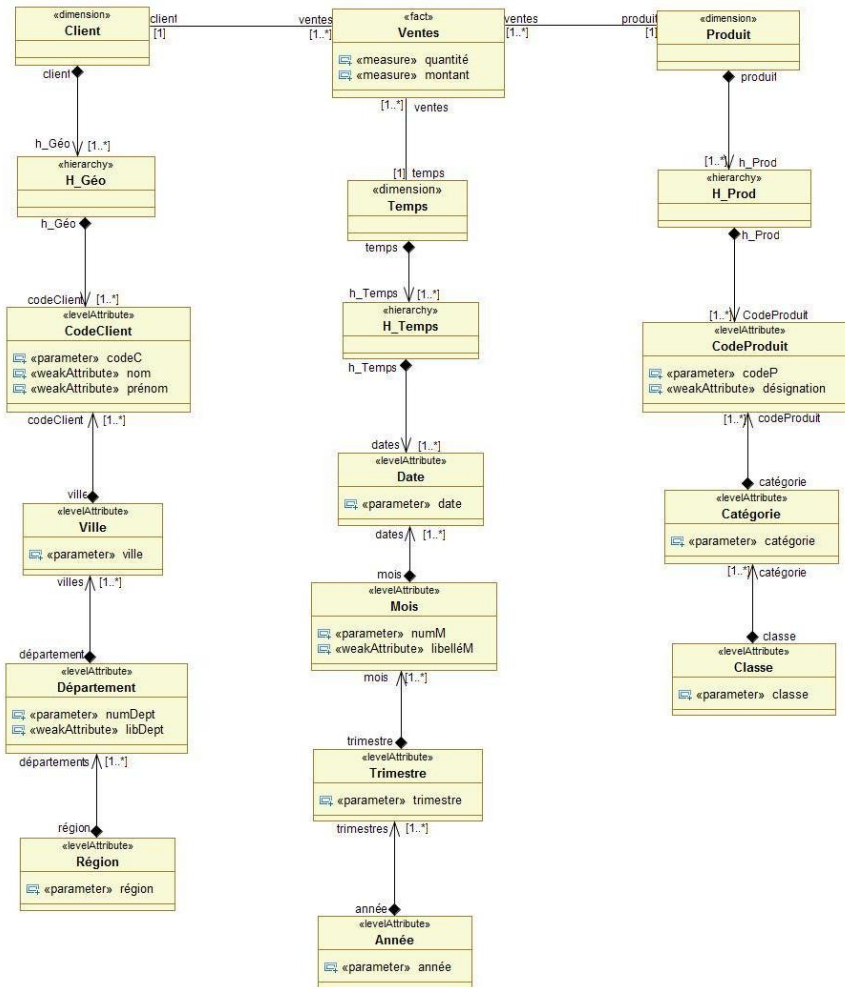 «dimension»
Client
client
[1]
ventes
[1..*]
«fact»
Ventes
«measure» quantité
«measure» montant
ventes
[1..*]
produit
[1]
«dimension»
Produit
client
h_Géo
[1..*]
«hierarchy»
H_Géo
h_Géo
codeClient
[1..*]
«levelAttribute»
CodeClient
«parameter» codeC
«weakAttribute» nom
«weakAttribute» prénom
codeClient
[1..*]
ville
«levelAttribute»
Ville
«parameter» ville
villes
[1..*]
département
«levelAttribute»
Département
«parameter» numDept
«weakAttribute» libDept
départements
[1..*]
région
«levelAttribute»
Région
«parameter» région
[1..*]
ventes
[1]
temps
«dimension»
Temps
temps
h_Temps
[1..*]
«hierarchy»
H_Temps
h_Temps
dates
[1..*]
«levelAttribute»
Date
«parameter» date
dates
[1..*]
mois
«levelAttribute»
Mois
«parameter» numM
«weakAttribute» libelléM
mois
[1..*]
trimestre
«levelAttribute»
Trimestre
«parameter» trimestre
trimestres
[1..*]
année
«levelAttribute»
Année
«parameter» année
produit
[1..*]
h_Prod
«hierarchy»
H_Prod
h_Prod
[1..*]
CodeProduit
«levelAttribute»
CodeProduit
«parameter» codeP
«weakAttribute» désignation
[1..*]
codeProduit
catégorie
«levelAttribute»
Catégorie
«parameter» catégorie
[1..*]
catégorie
classe
«levelAttribute»
Classe
«parameter» classe